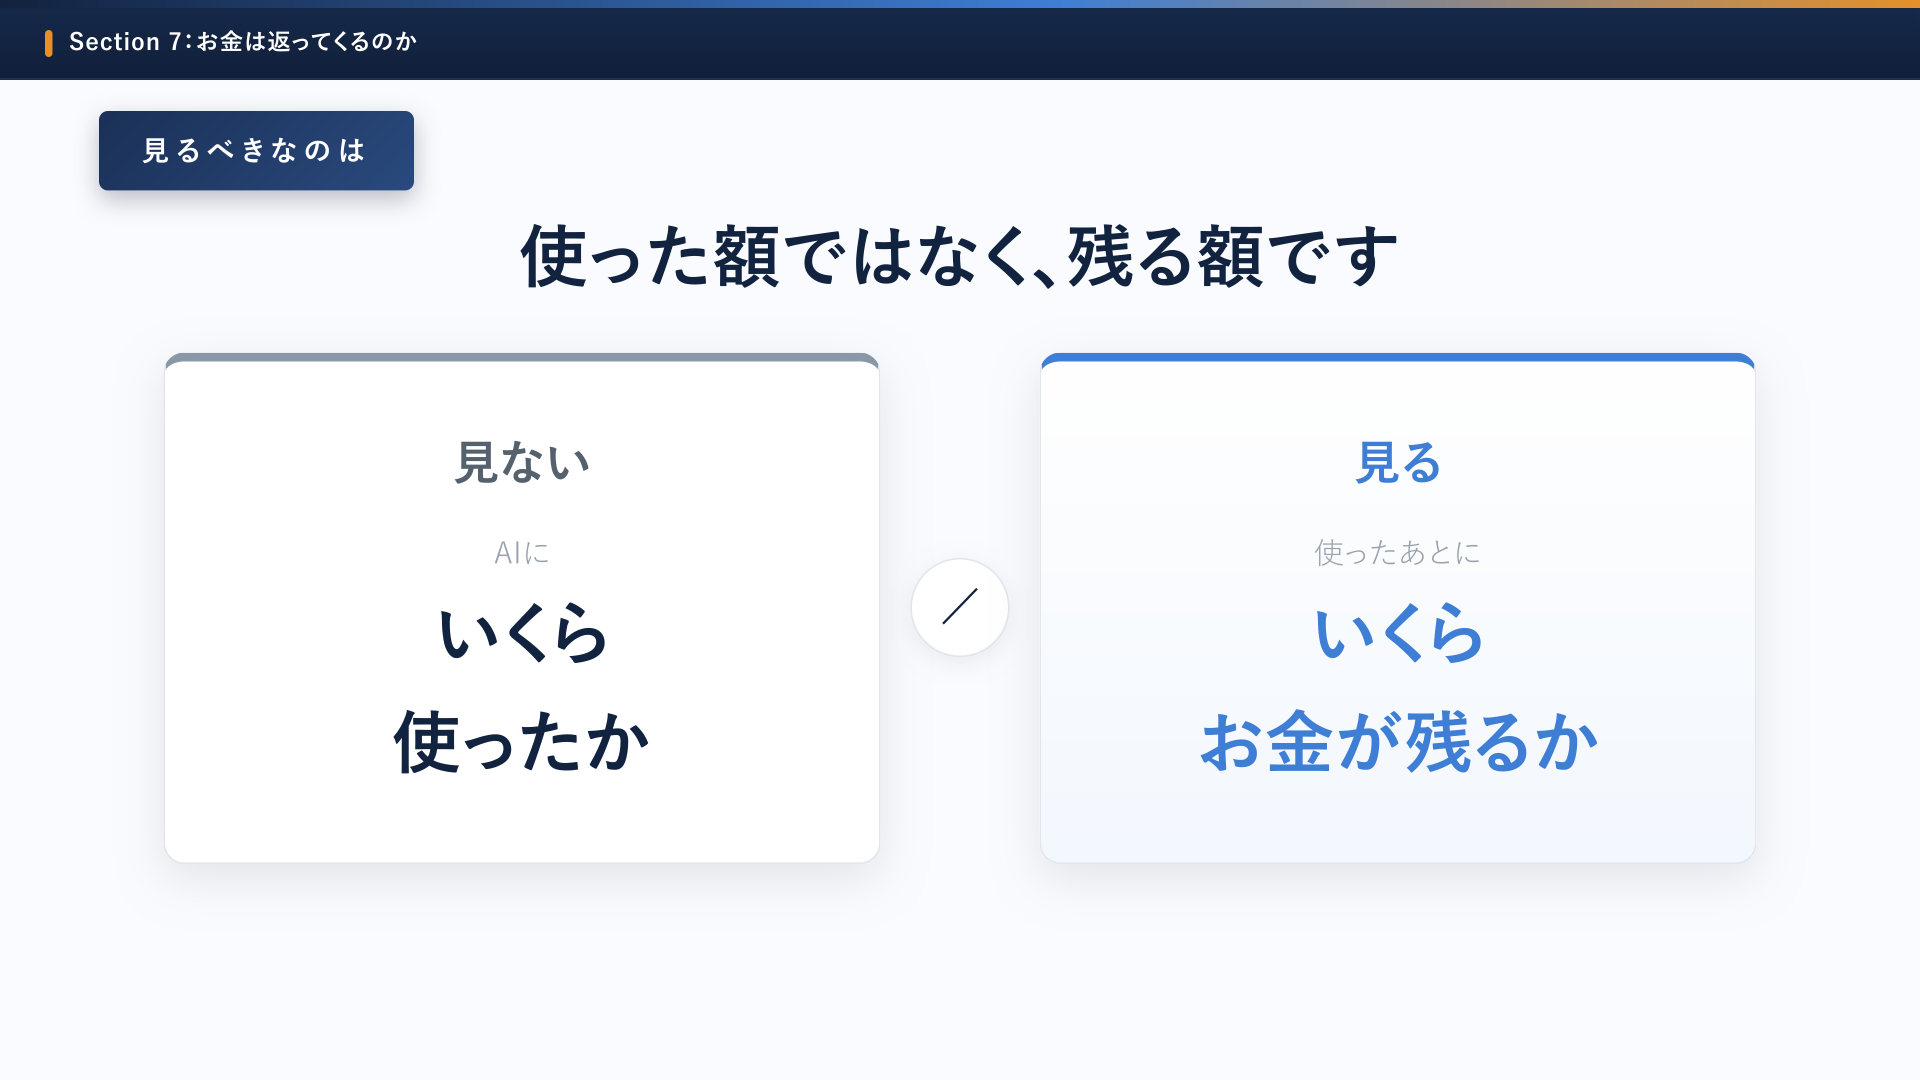 Section 7：お金は返ってくるのか
見るべきなのは
使った額ではなく、残る額です
見ない
AIに
いくら
使ったか
／
見る
使ったあとに
いくら
お金が残るか